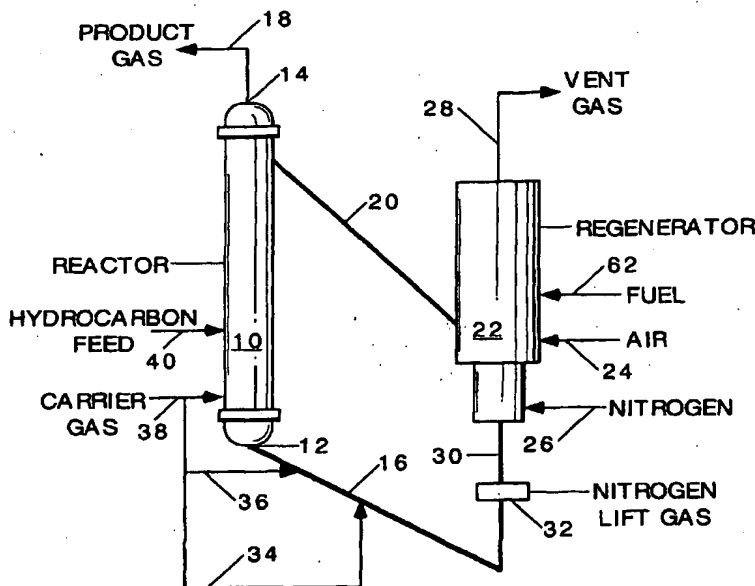 18
PRODUCT
GAS
14
VENT
GAS
28
20
REGENERATOR
REACTOR
62
FUEL
HYDROCARBON
FEED
40
10
22
AIR
24
CARRIER
GAS
38
NITROGEN
26
12
16
30
36
NITROGEN
LIFT GAS
32
34